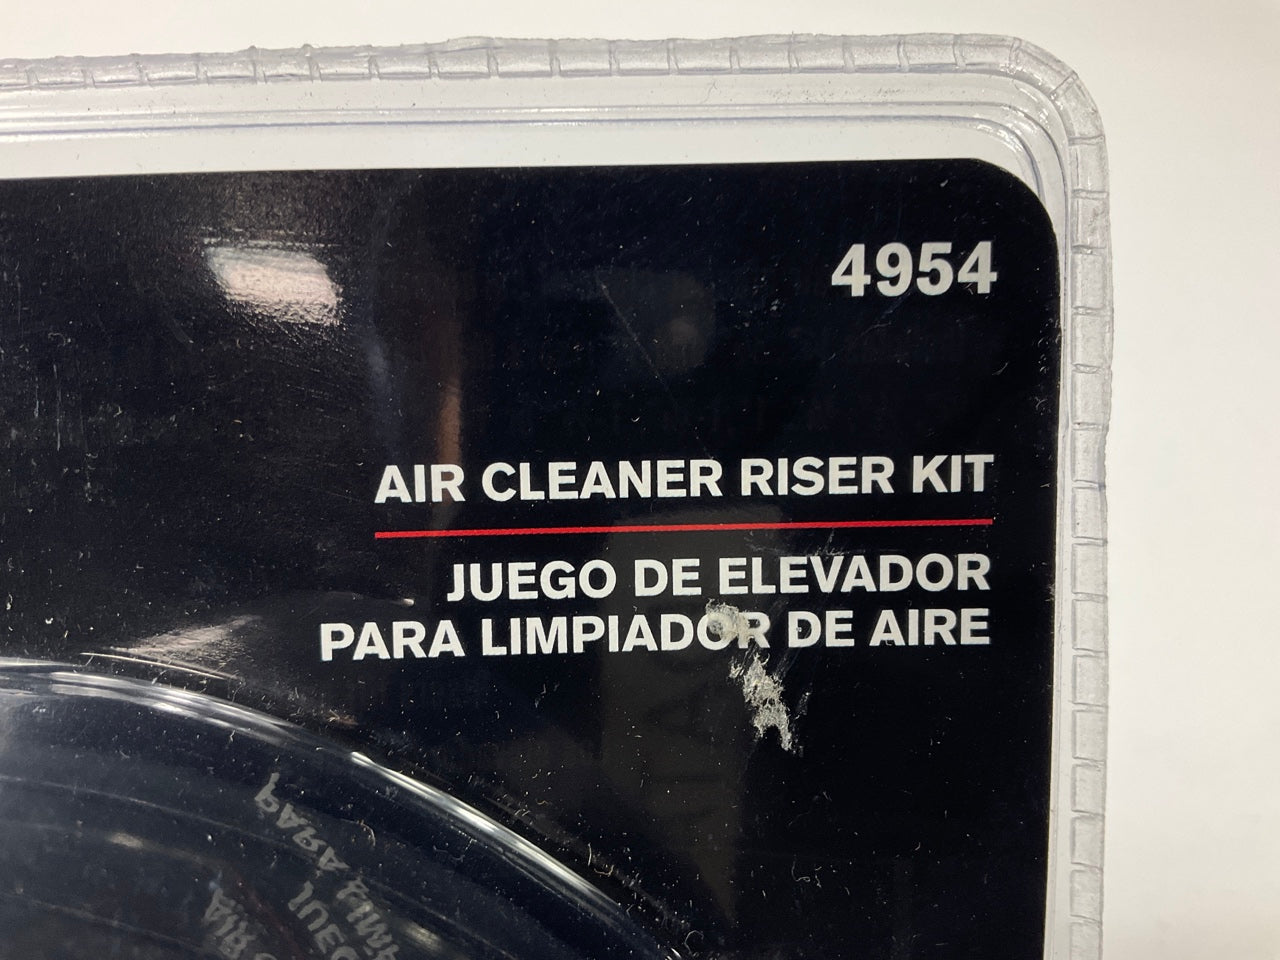 4954
AIR CLEANER RISER KIT
JUEGO DE ELEVADOR
PARA LIMPIADOR DE AIRE